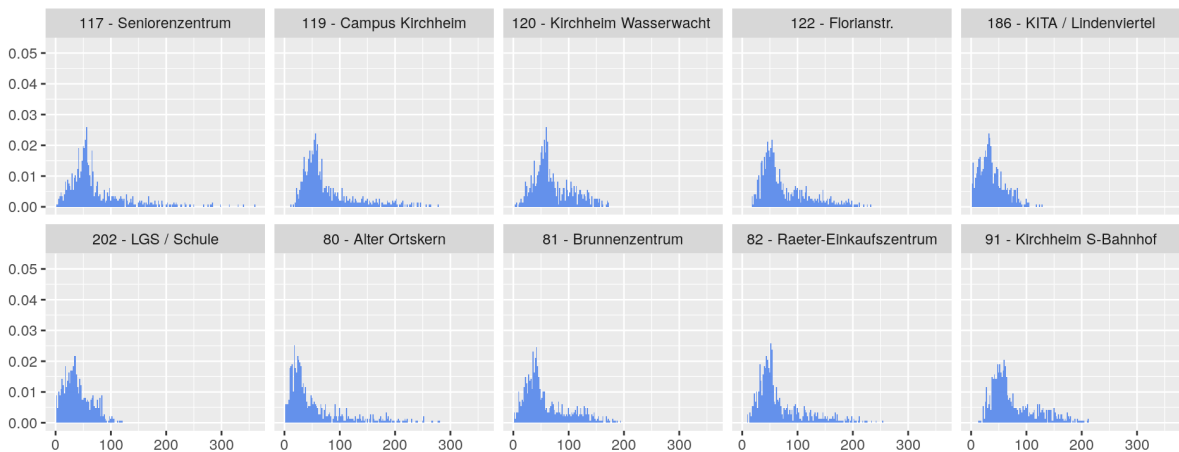 117 - Seniorenzentrum
119 - Campus Kirchheim
120 - Kirchheim Wasserwacht
122 - Florianstr.
186 - KITA / Lindenviertel
0.05
0.04
0.03
0.02
0.01
0.00
202 - LGS / Schule
80 - Alter Ortskern
81 - Brunnenzentrum
82 - Raeter-Einkaufszentrum
91 - Kirchheim S-Bahnhof
0.05
0.04
0.03
0.02
0.01
0.00
0 100 200 300
0 100 200 300
0 100 200 300
0 100 200 300
0 100 200 300